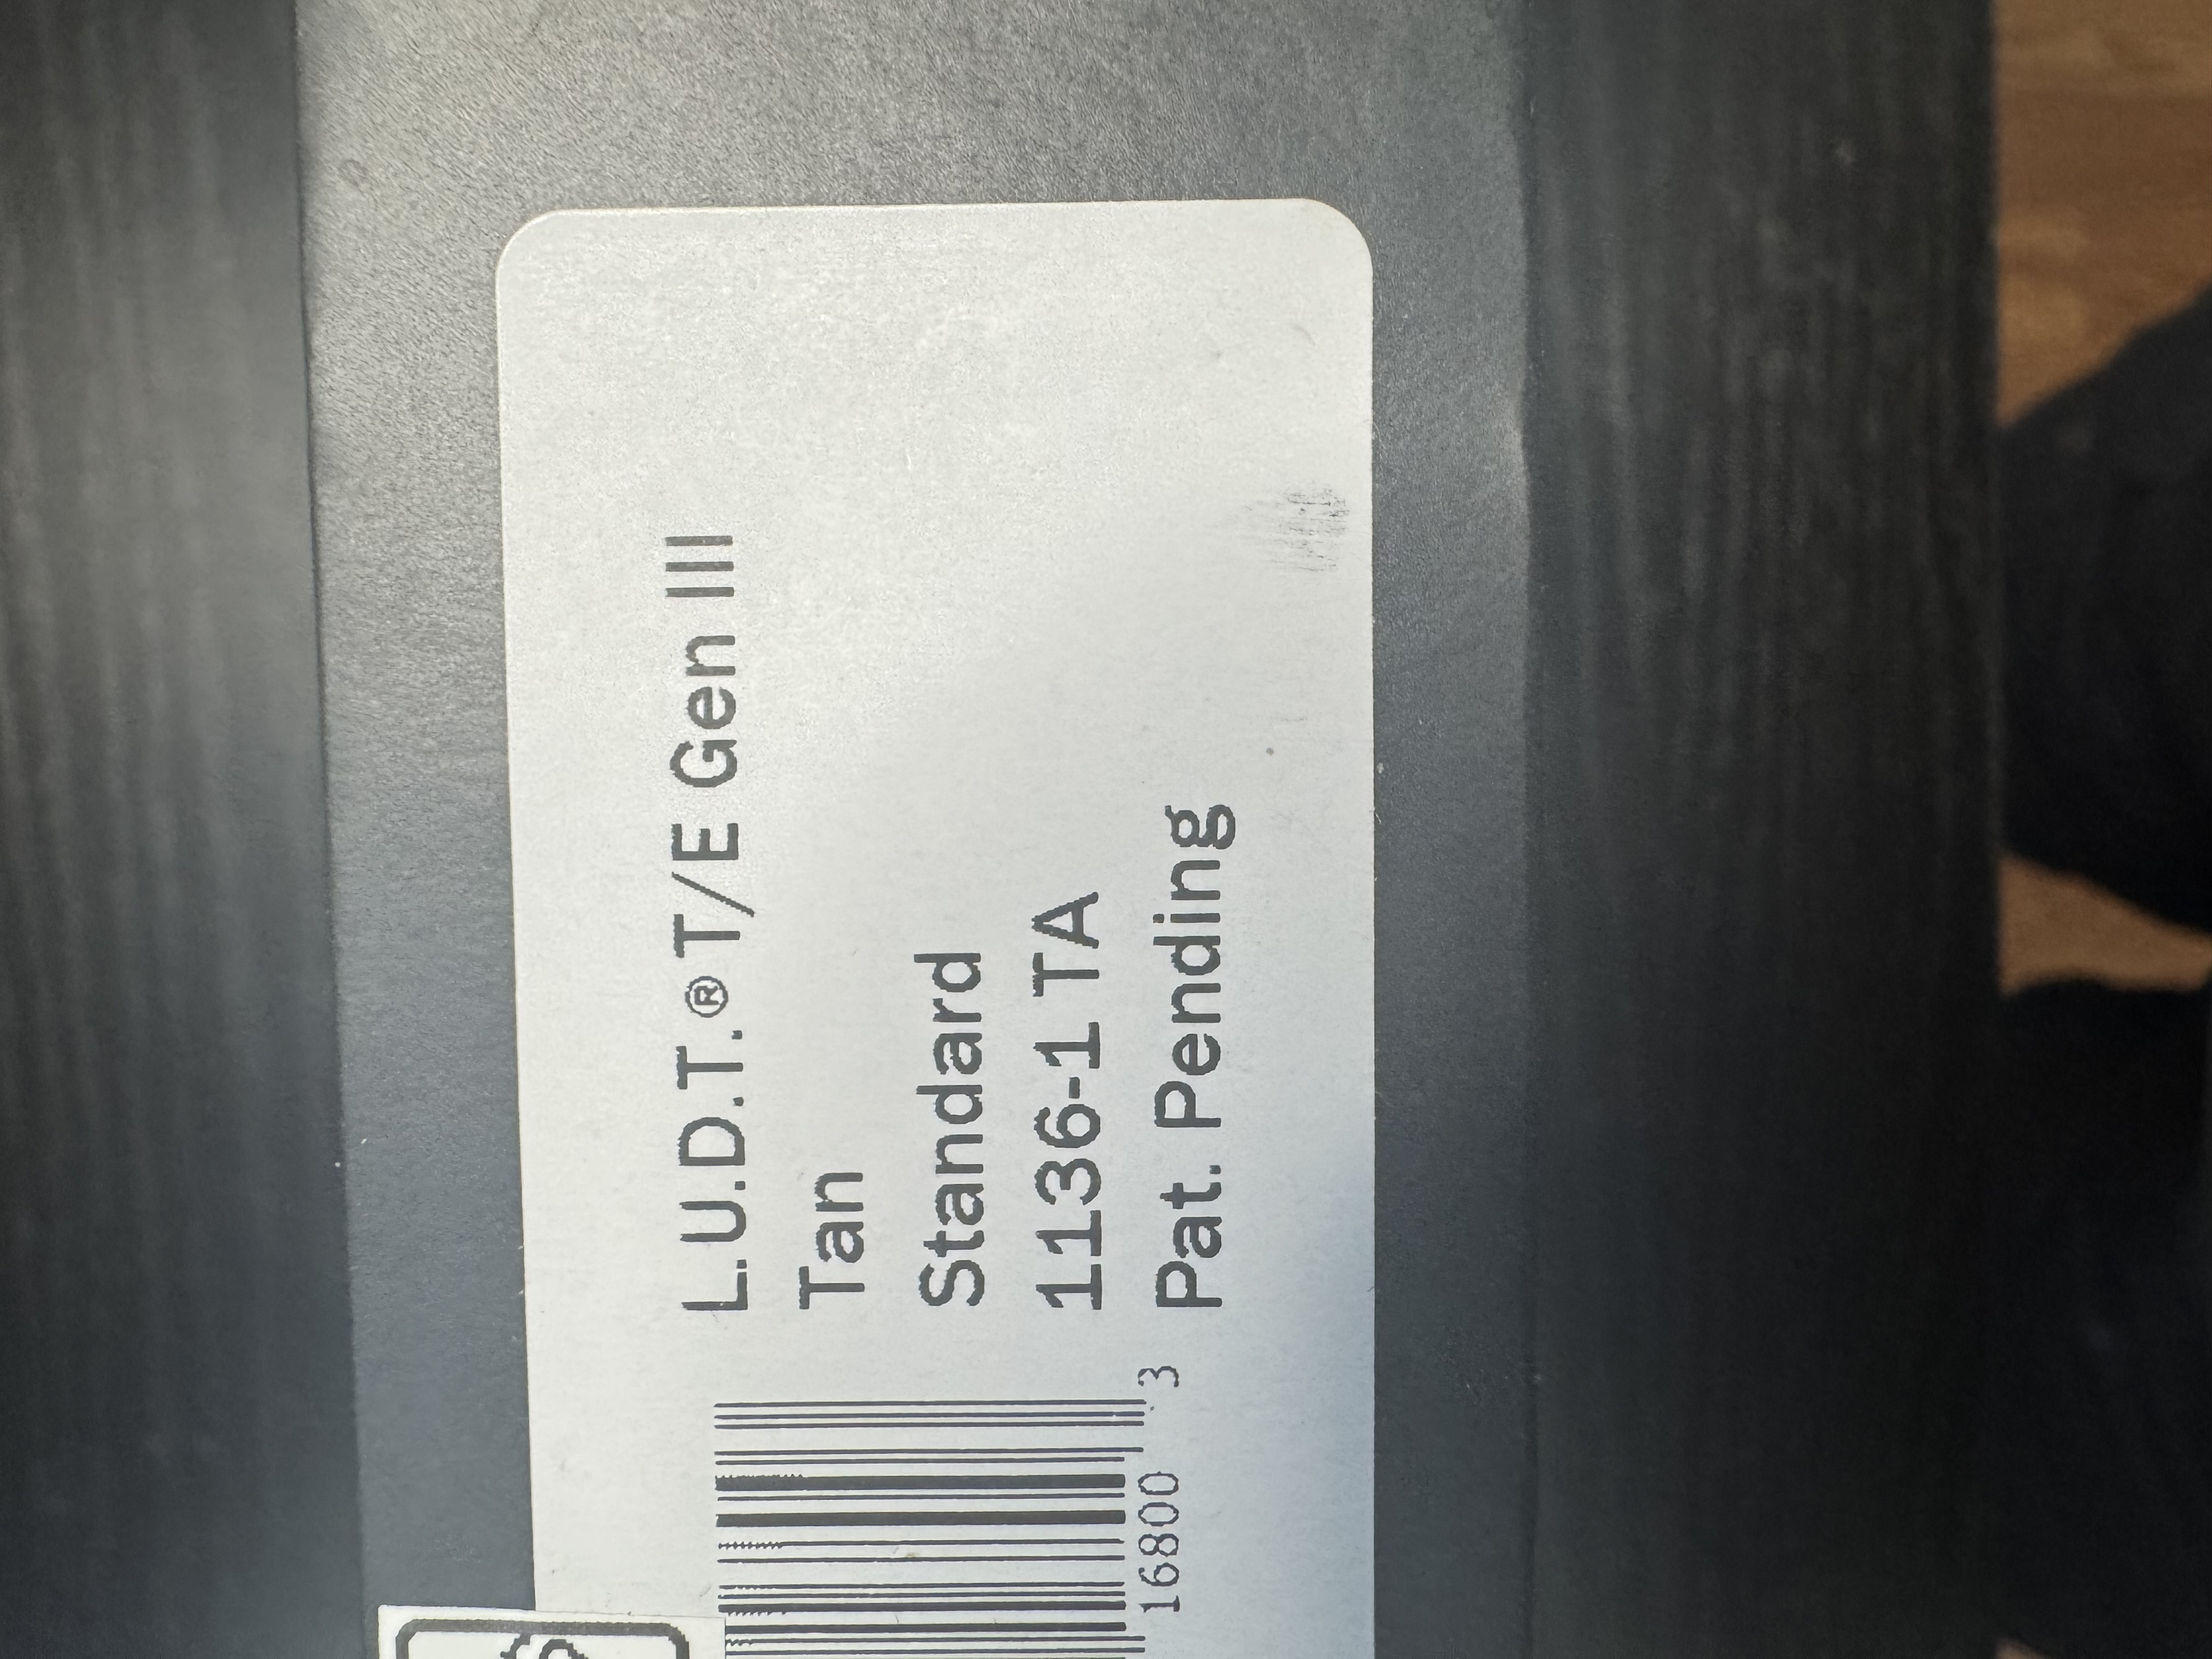 L.U.D.T.® T/E Gen III
Tan
Standard
1136-1 TA
Pat. Pending
16800 3